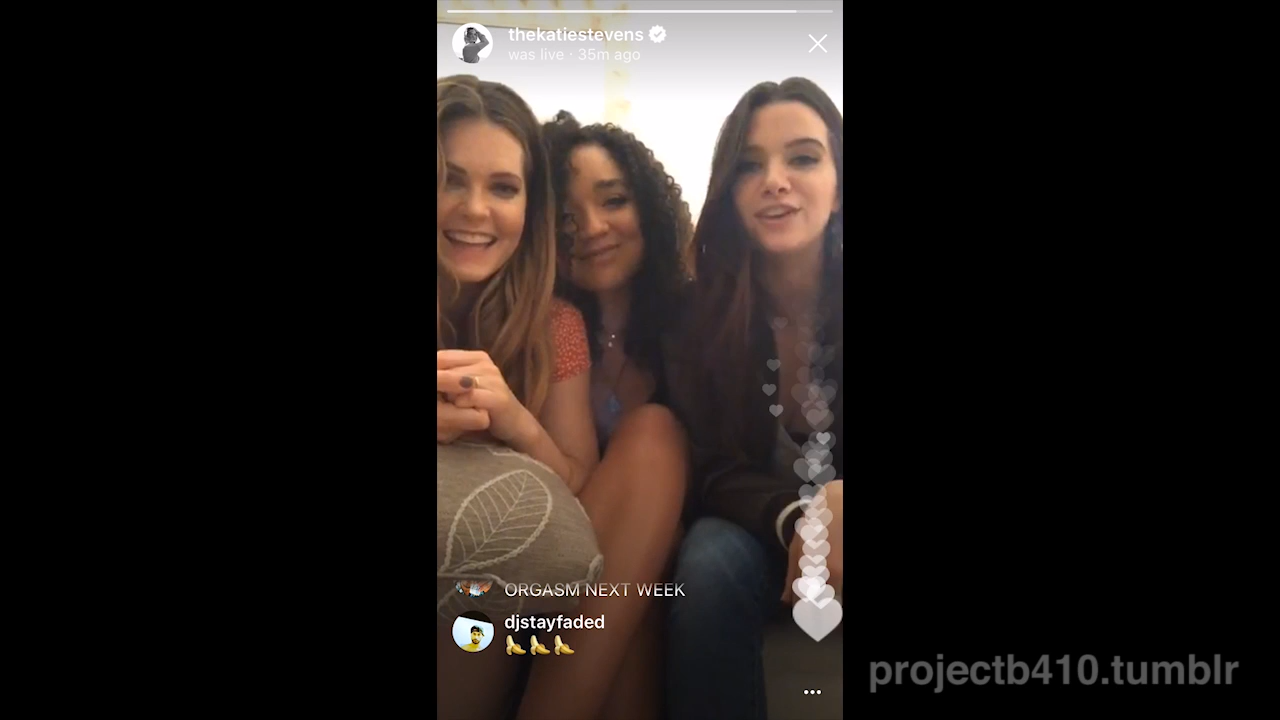 thekatiestevens
was live · 35m ago
ORGASM NEXT WEEK
djstayfaded
🍌🍌🍌
projectb410.tumblr